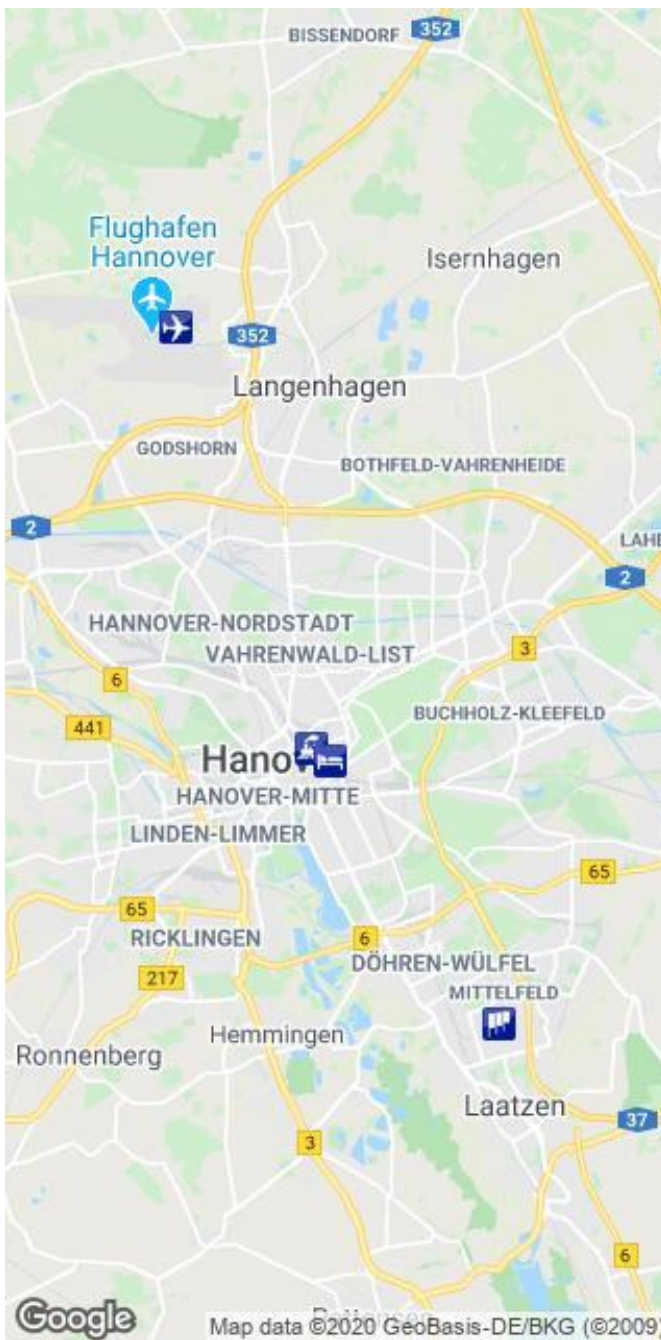 BISSENDORF
352
Flughafen
Hannover
Isernhagen
352
Langenhagen
GODSHORN
BOTHFELD-VAHRENHEIDE
2
LAHE
2
HANNOVER-NORDSTADT
3
VAHRENWALD-LIST
6
BUCHHOLZ-KLEEFELD
441
HANOVER-MITTE
LINDEN-LIMMER
65
65
RICKLINGEN
6
DÖHREN-WÜLFEL
217
MITTELFELD
Hemmingen
Ronnenberg
Laatzen
37
3
6
Google
Map data ©2020 GeoBasis-DE/BKG (©2009)